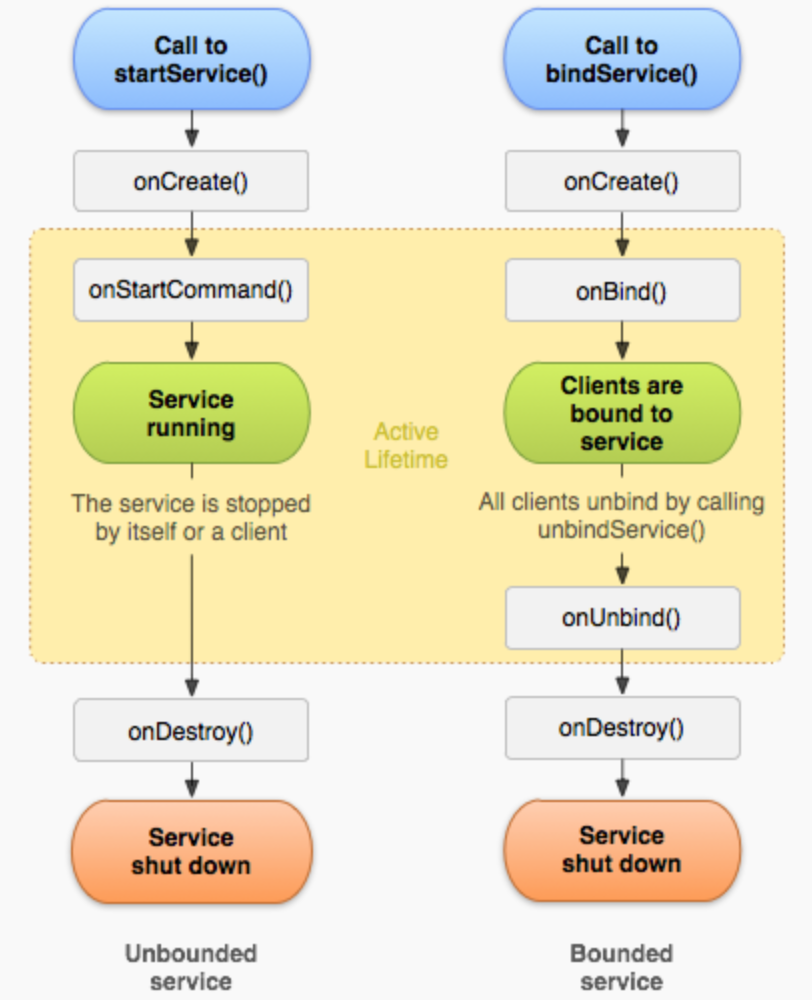 Call to
startService()
onCreate()
onStartCommand()
Service
running
The service is stopped
by itself or a client
onDestroy()
Service
shut down
Unbounded
service
Active
Lifetime
Call to
bindService()
onCreate()
onBind()
Clients are
bound to
service
All clients unbind by calling
unbindService()
onUnbind()
onDestroy()
Service
shut down
Bounded
service